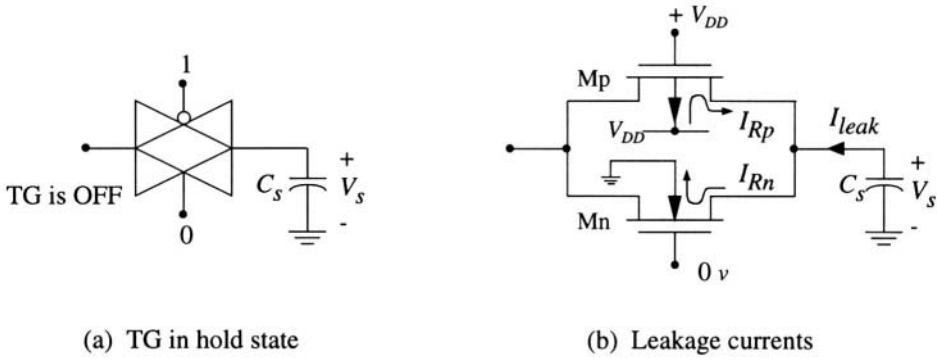 1
TG is OFF
0
C_s
+
V_s
-
(a) TG in hold state
+ V_DD
Mp
V_DD
I_Rp
I_leak
I_Rn
Mn
0 v
C_s
+
V_s
-
(b) Leakage currents